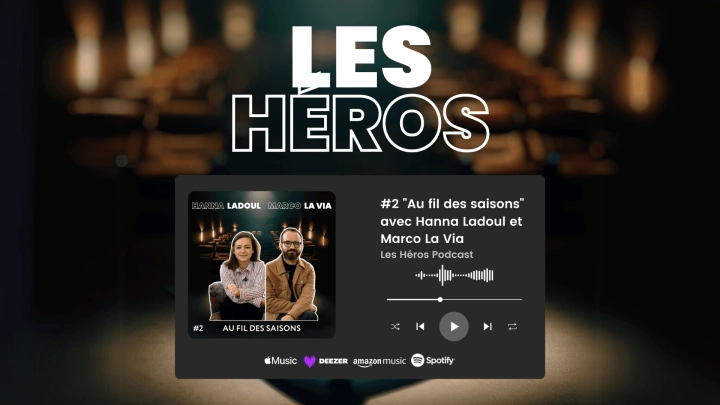 LES
HÉROS
HANNA LADOUL MARCO LA VIA
#2 AU FIL DES SAISONS
#2 "Au fil des saisons"
avec Hanna Ladoul et
Marco La Via
Les Héros Podcast
Music DEEZER amazon music Spotify